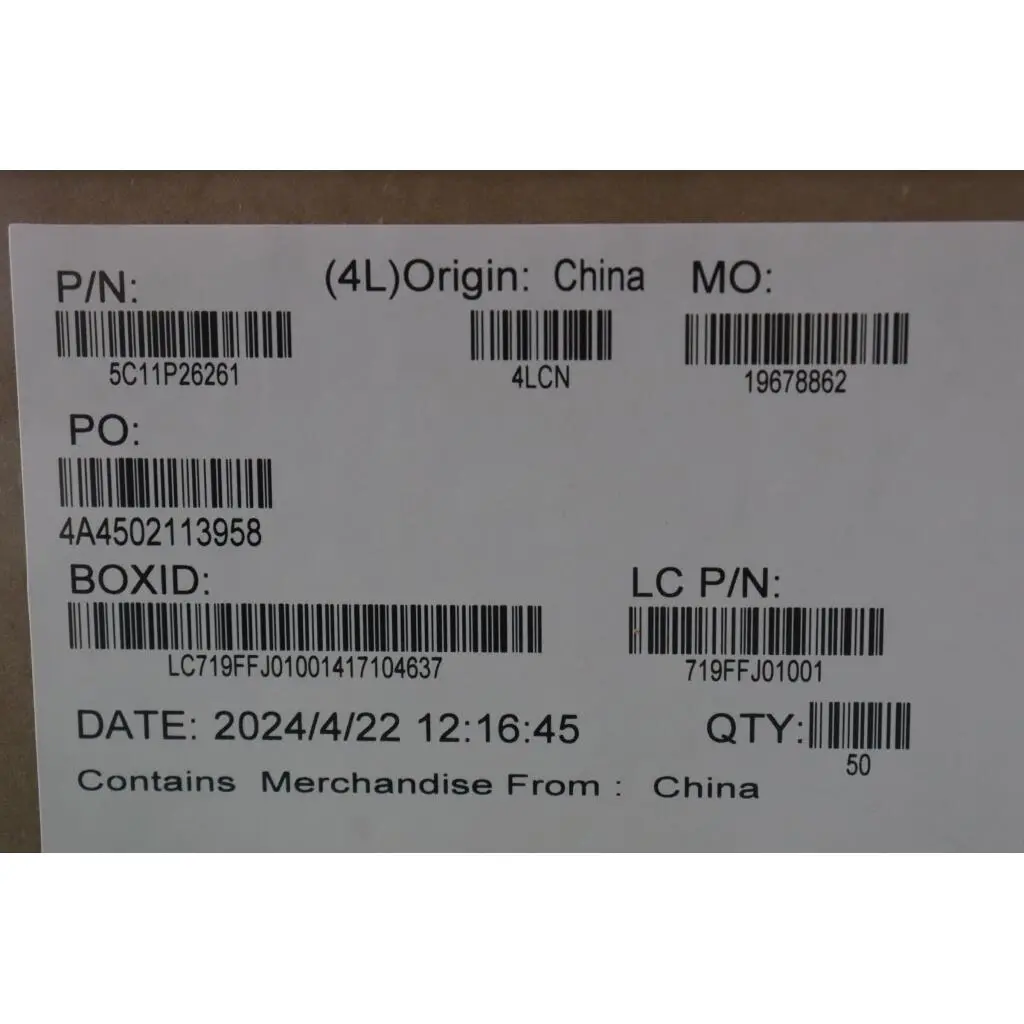 P/N: (4L)Origin: China MO:
5C11P26261 4LCN 19678862
PO:
4A4502113958
BOXID: LC P/N:
LC719FFJ01001417104637 719FFJ01001
DATE: 2024/4/22 12:16:45 QTY:
50
Contains Merchandise From : China